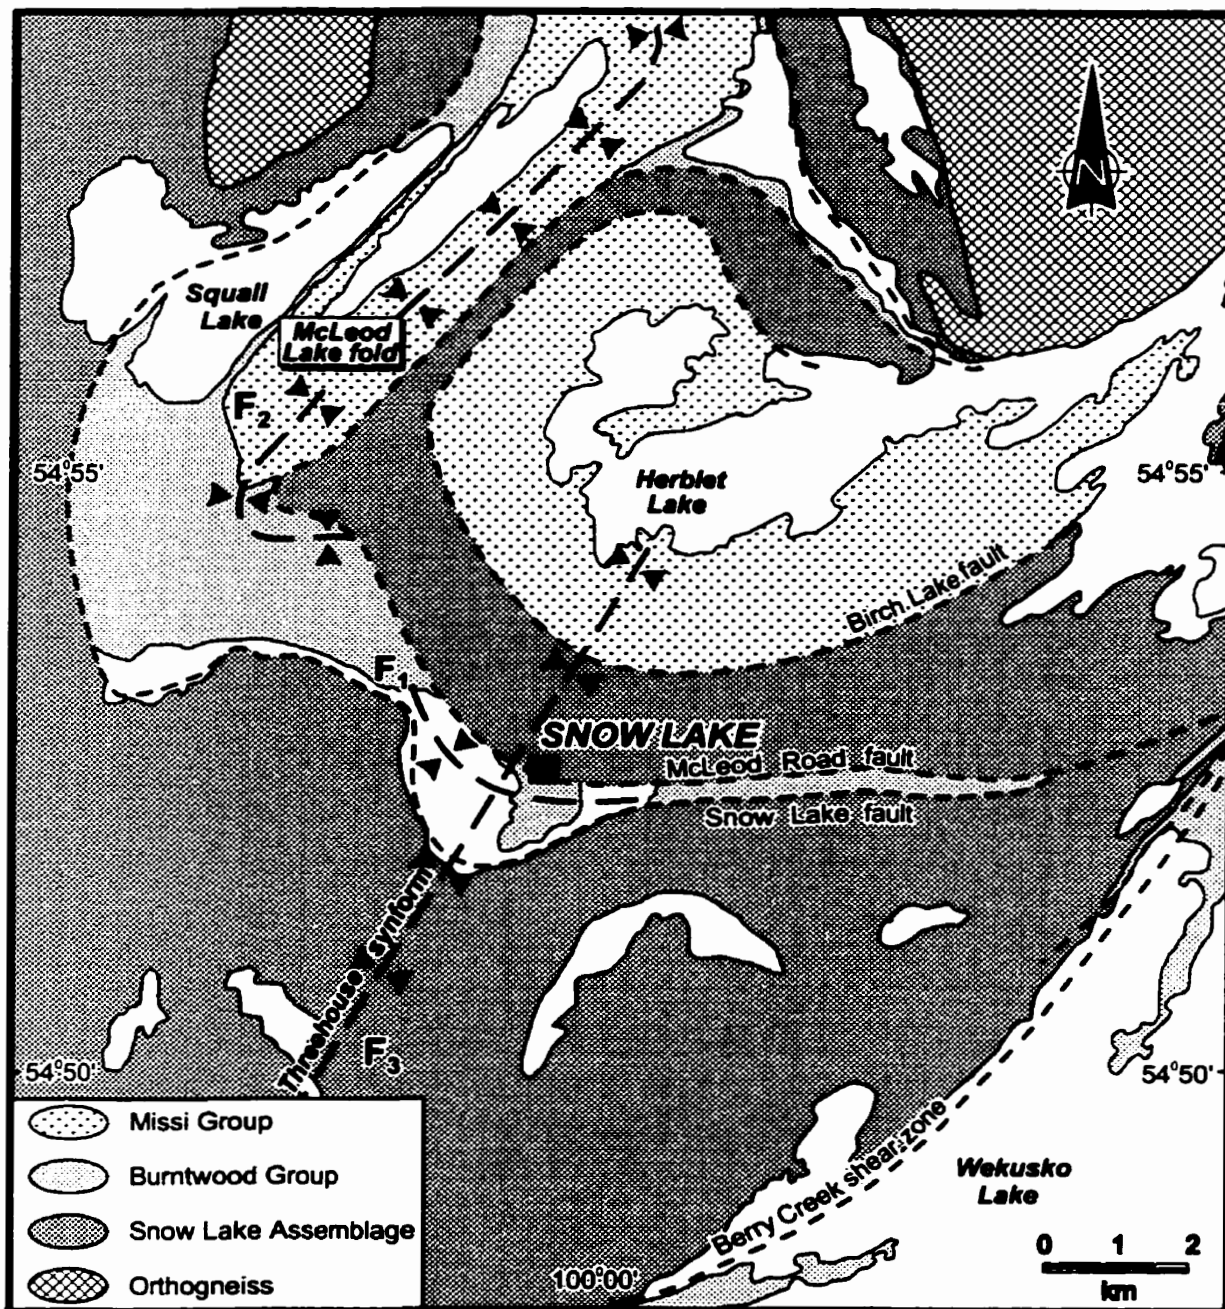 N
Squall
Lake
McLeod
Lake fold
F2
54°55'
54°55'
Herblet
Lake
Birch Lake fault
F1
SNOW LAKE
McLeod Road fault
Snow Lake fault
Threehouse synform
F3
54°50'
54°50'
Missi Group
Burntwood Group
Snow Lake Assemblage
Orthogneiss
Berry Creek shear zone
Wekusko
Lake
100°00'
0 1 2
km